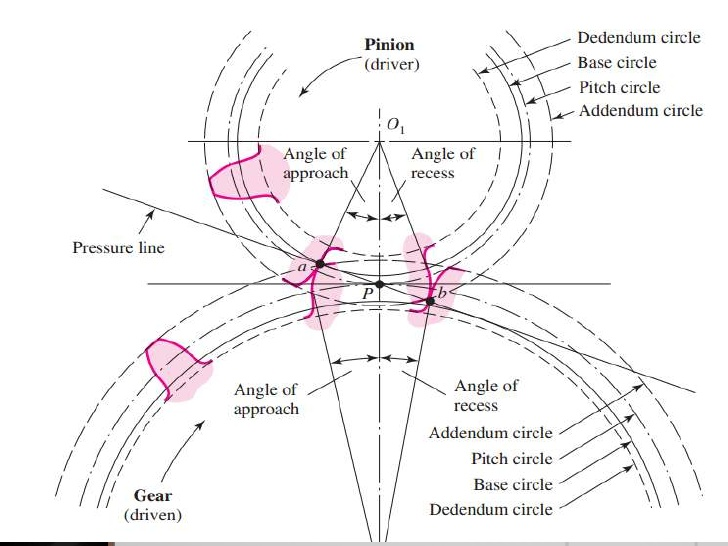 Pinion
(driver)
Dedendum circle
Base circle
Pitch circle
Addendum circle
O1
Angle of
approach
Angle of
recess
Pressure line
a
P
b
Angle of
approach
Angle of
recess
Addendum circle
Pitch circle
Base circle
Dedendum circle
Gear
(driven)